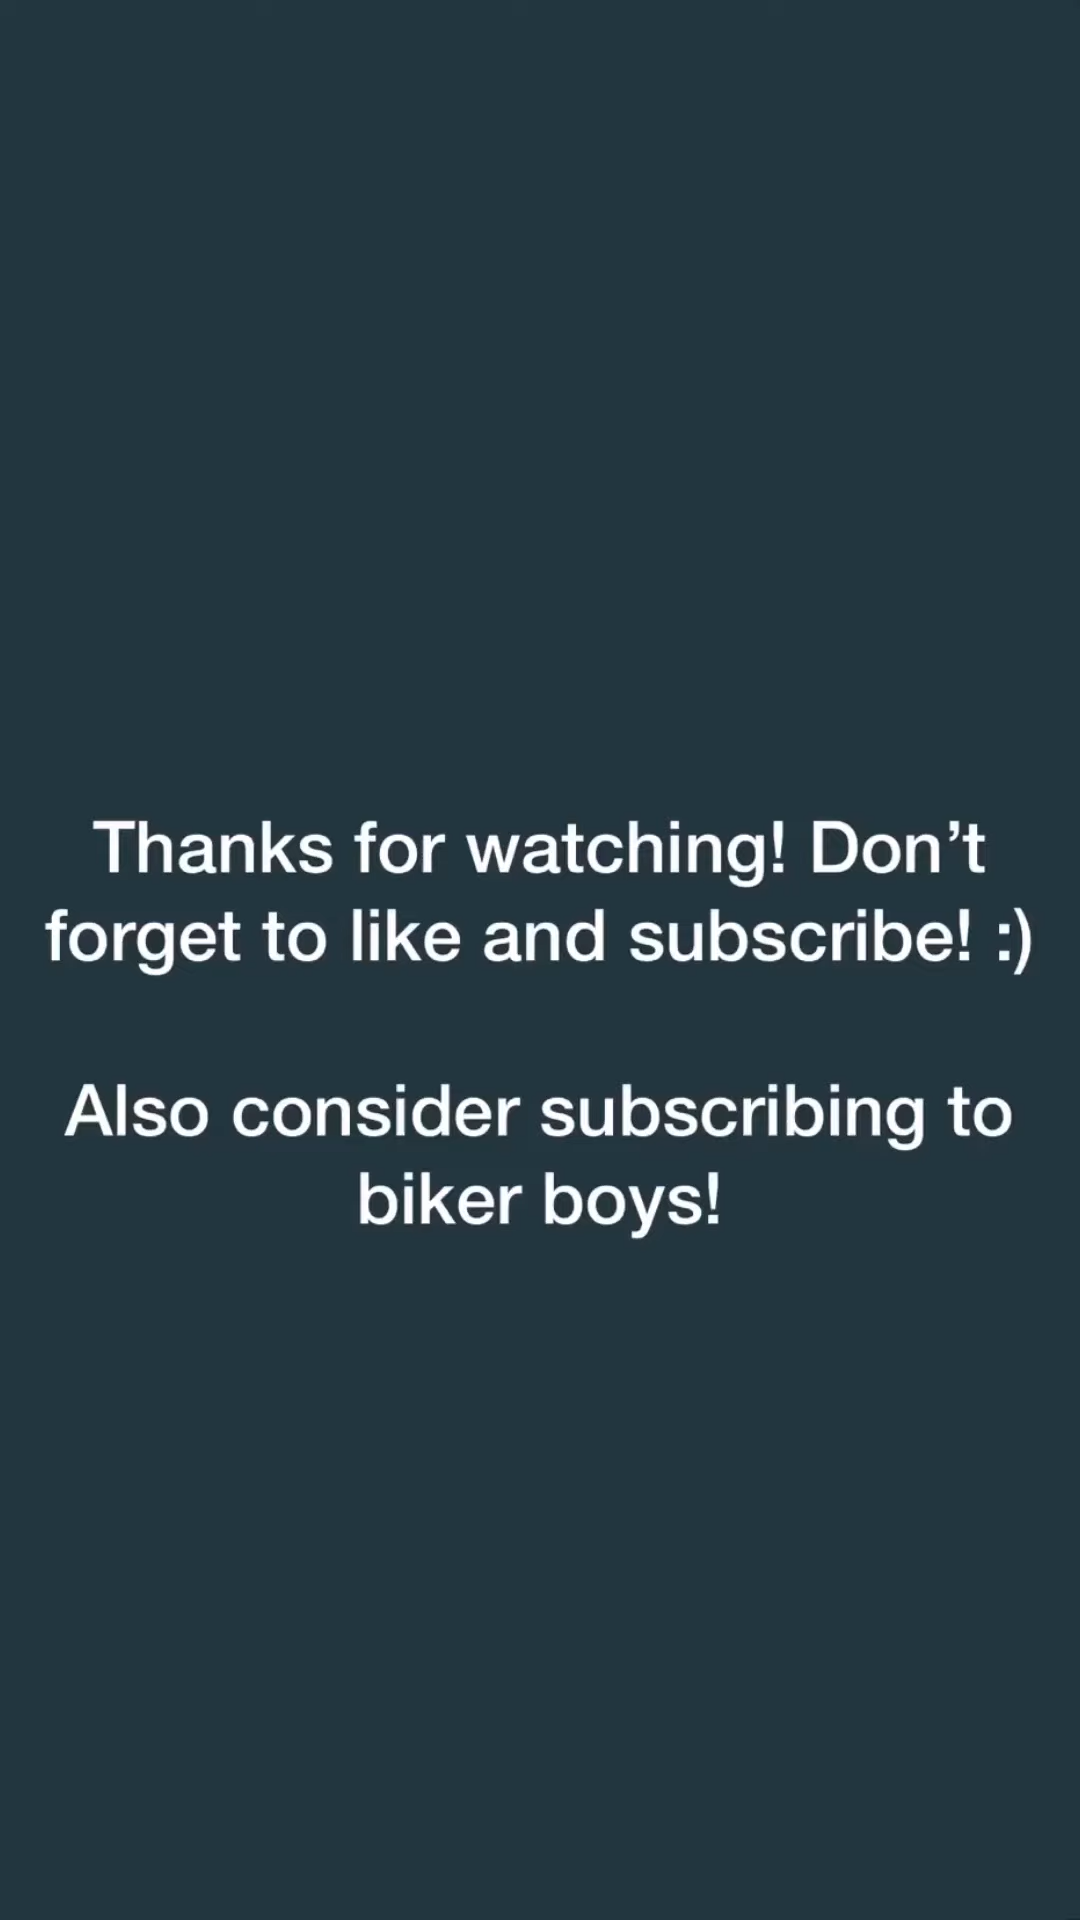 Thanks for watching! Don’t
forget to like and subscribe! :)
Also consider subscribing to
biker boys!